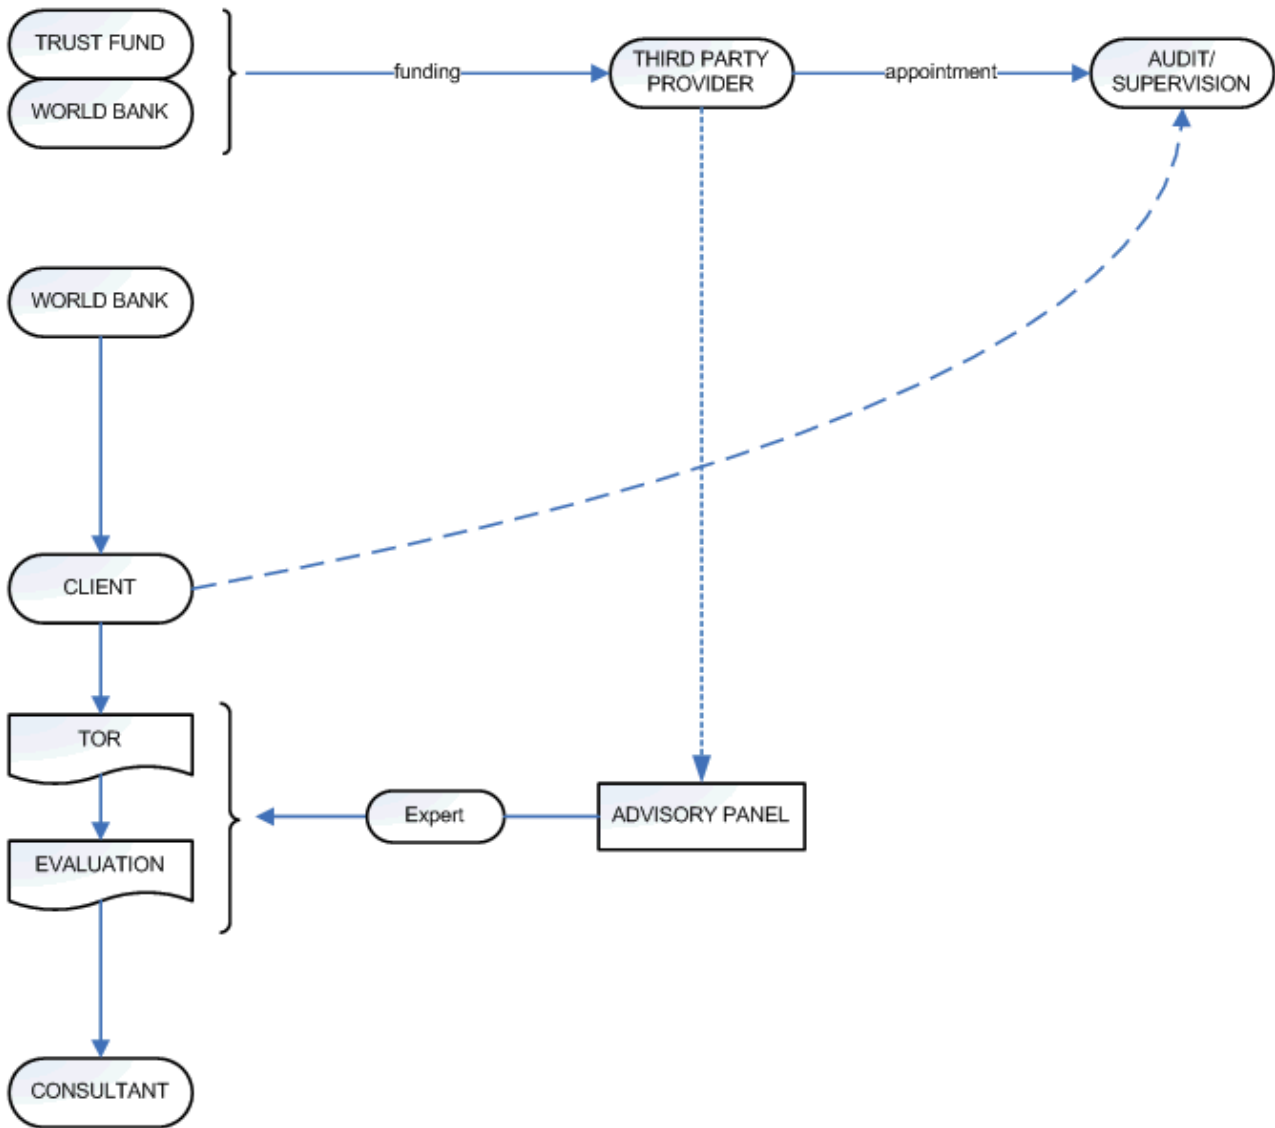 TRUST FUND
WORLD BANK
funding
THIRD PARTY
PROVIDER
appointment
AUDIT/
SUPERVISION
WORLD BANK
CLIENT
TOR
EVALUATION
Expert
ADVISORY PANEL
CONSULTANT